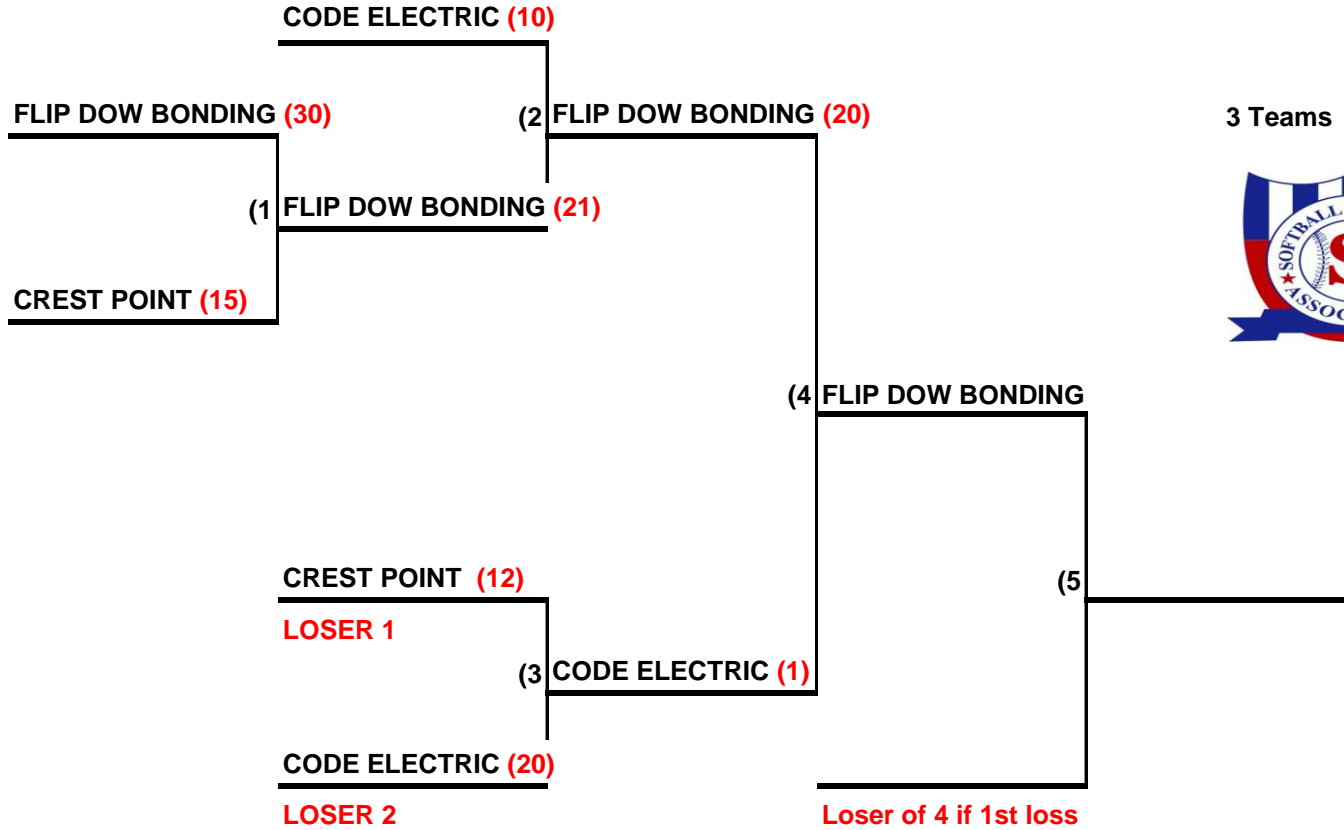 CODE ELECTRIC (10)
FLIP DOW BONDING (30)
(2 FLIP DOW BONDING (20)
3 Teams
(1 FLIP DOW BONDING (21)
SOFTBALL
CREST POINT (15)
(4 FLIP DOW BONDING
CREST POINT (12)
(5
LOSER 1
(3 CODE ELECTRIC (1)
CODE ELECTRIC (20)
LOSER 2
Loser of 4 if 1st loss